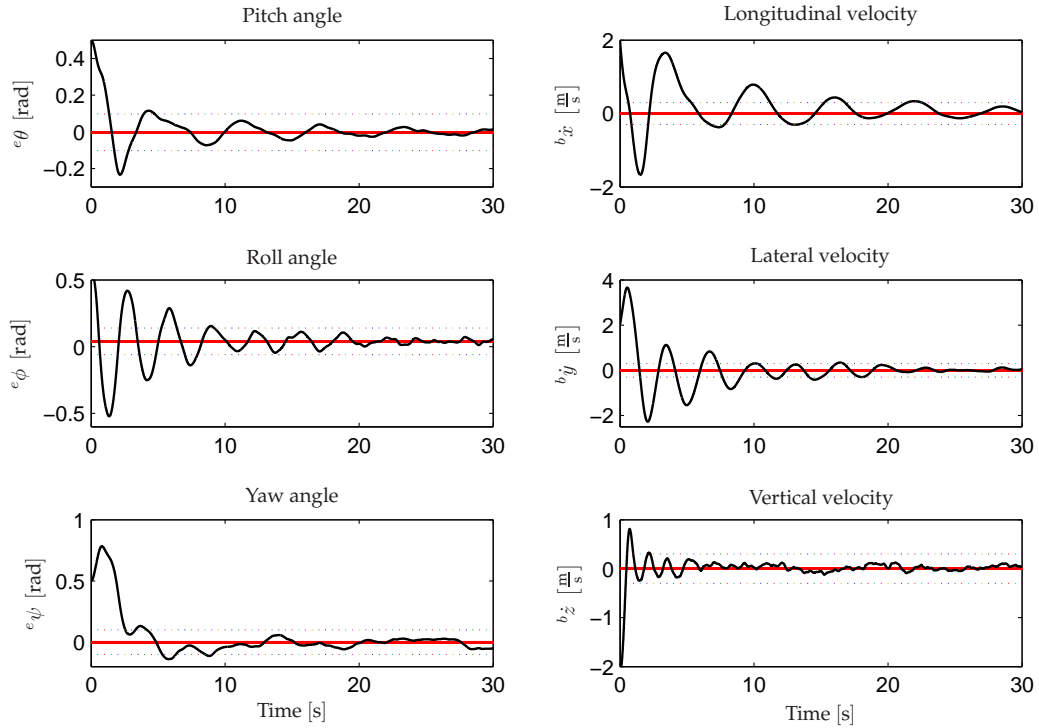 Pitch angle
0.4
0.2
0
-0.2
0 10 20 30
ᵉθ [rad]
Longitudinal velocity
2
0
-2
0 10 20 30
ᵇẋ [m/s]
Roll angle
0.5
0
-0.5
0 10 20 30
ᵉϕ [rad]
Lateral velocity
4
2
0
-2
0 10 20 30
ᵇẏ [m/s]
Yaw angle
1
0.5
0
0 10 20 30
ᵉψ [rad]
Time [s]
Vertical velocity
1
0
-1
-2
0 10 20 30
ᵇż [m/s]
Time [s]